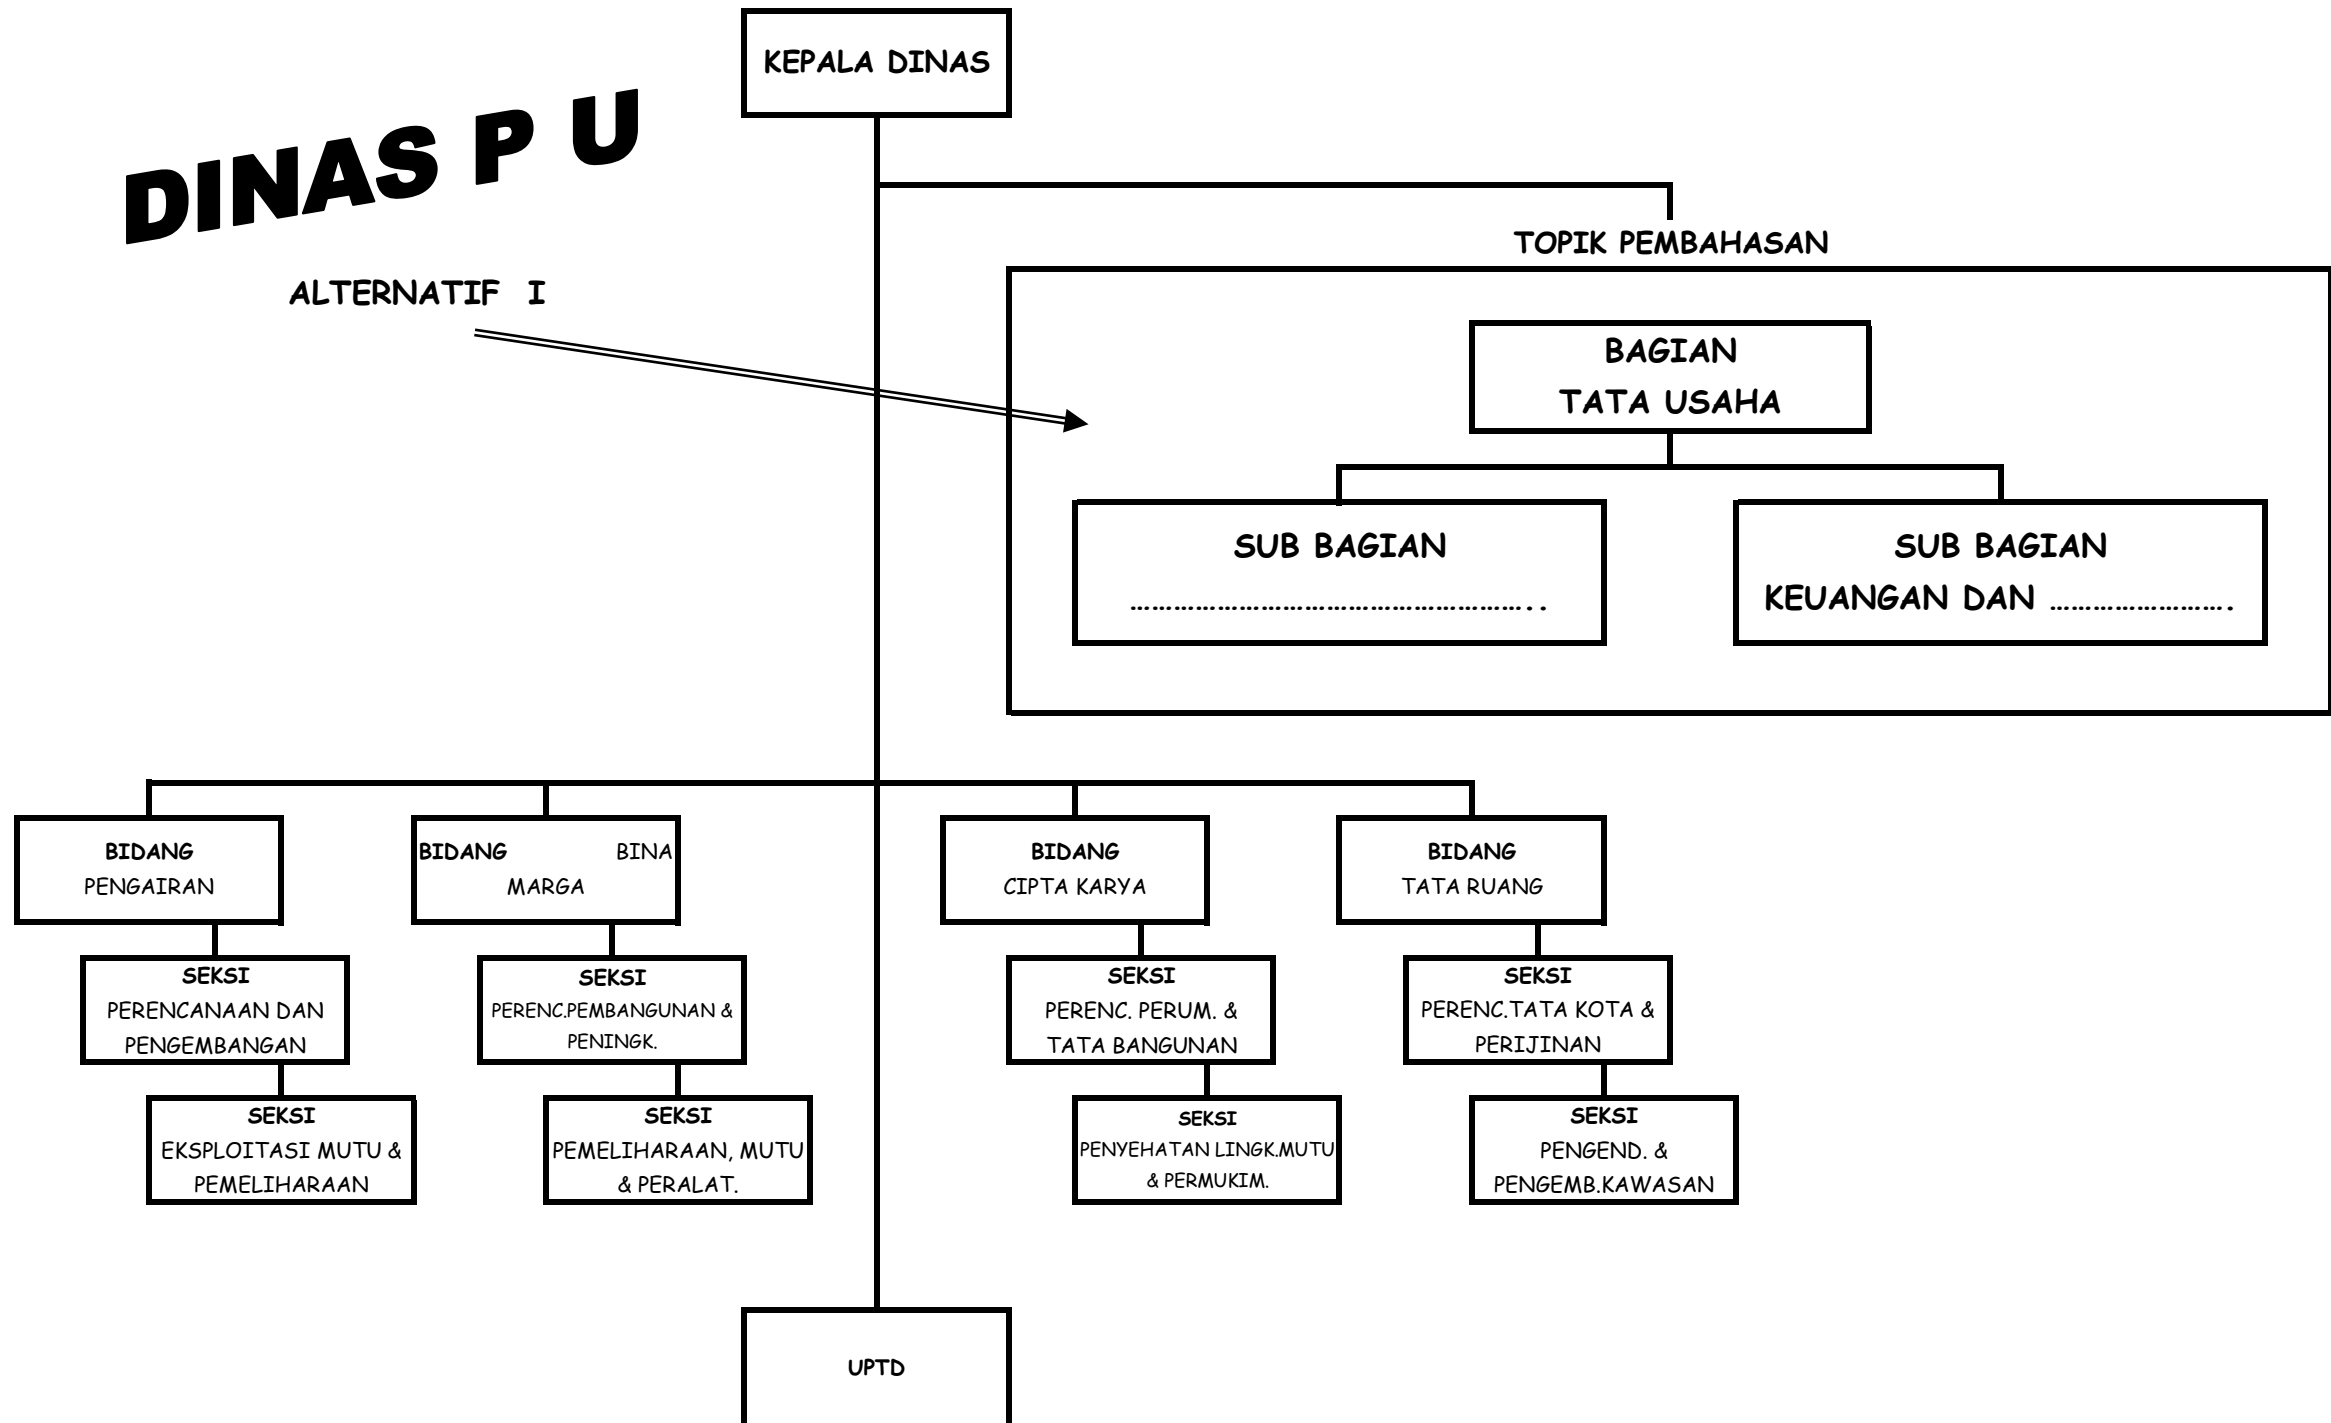 KEPALA DINAS
DINAS P U
TOPIK PEMBAHASAN
ALTERNATIF I
BAGIAN
TATA USAHA
SUB BAGIAN
………………………………………………..
SUB BAGIAN
KEUANGAN DAN …………………….
BIDANG
PENGAIRAN
BIDANG BINA
MARGA
BIDANG
CIPTA KARYA
BIDANG
TATA RUANG
SEKSI
PERENCANAAN DAN
PENGEMBANGAN
SEKSI
PERENC.PEMBANGUNAN &
PENINGK.
SEKSI
PERENC. PERUM. &
TATA BANGUNAN
SEKSI
PERENC.TATA KOTA &
PERIJINAN
SEKSI
EKSPLOITASI MUTU &
PEMELIHARAAN
SEKSI
PEMELIHARAAN, MUTU
& PERALAT.
SEKSI
PENYEHATAN LINGK.MUTU
& PERMUKIM.
SEKSI
PENGEND. &
PENGEMB.KAWASAN
UPTD